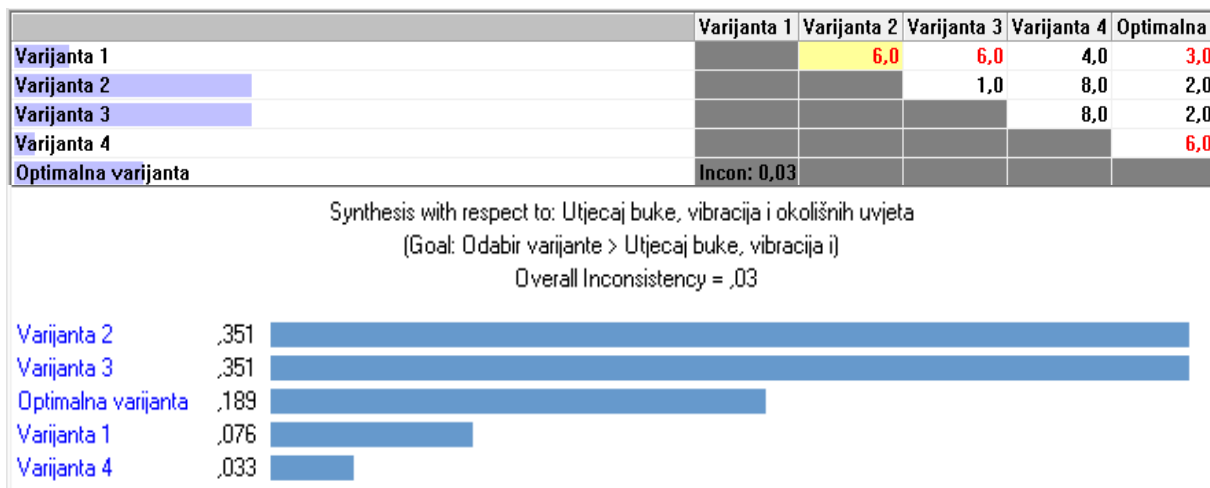 Varijanta 1 Varijanta 2 Varijanta 3 Varijanta 4 Optimalna
Varijanta 1 6,0 6,0 4,0 3,0
Varijanta 2 1,0 8,0 2,0
Varijanta 3 8,0 2,0
Varijanta 4 6,0
Optimalna varijanta Incon: 0,03
Synthesis with respect to: Utjecaj buke, vibracija i okolišnih uvjeta
(Goal: Odabir varijante > Utjecaj buke, vibracija i)
Overall Inconsistency = ,03
Varijanta 2 ,351
Varijanta 3 ,351
Optimalna varijanta ,189
Varijanta 1 ,076
Varijanta 4 ,033